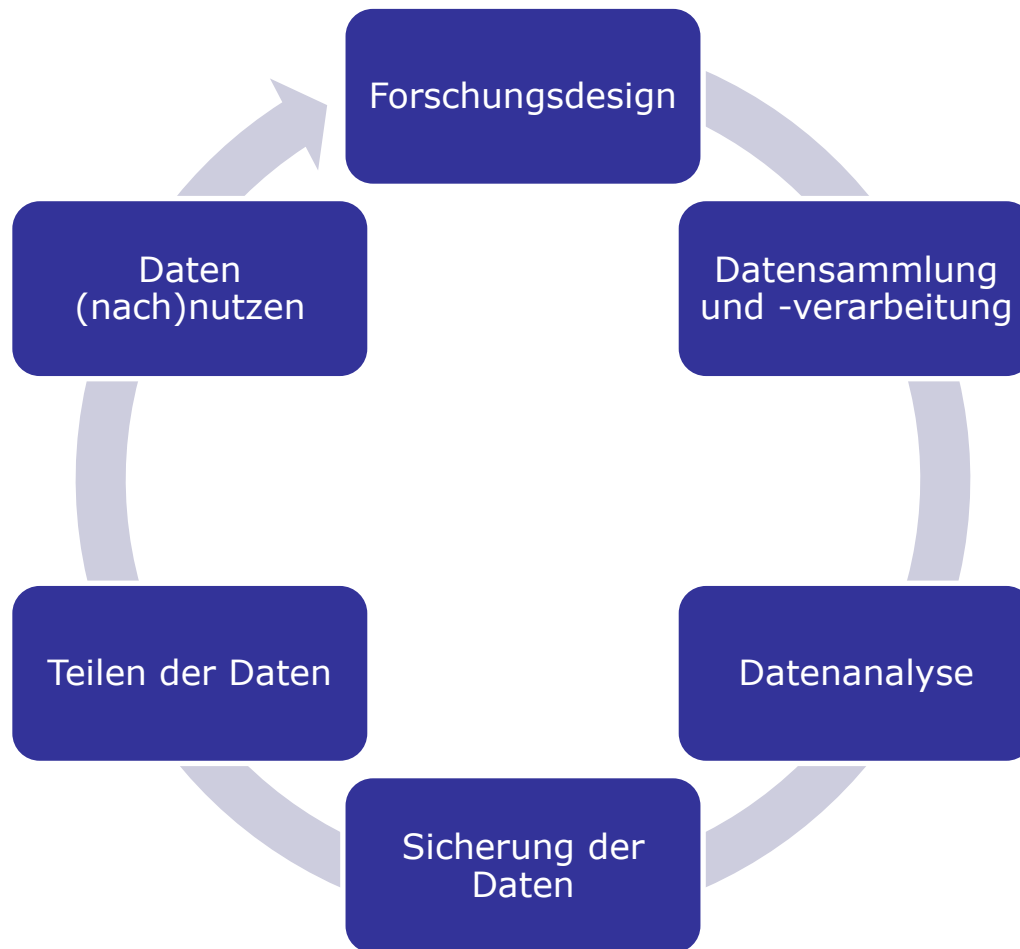 Forschungsdesign
Datensammlung
und -verarbeitung
Datenanalyse
Sicherung der
Daten
Teilen der Daten
Daten
(nach)nutzen